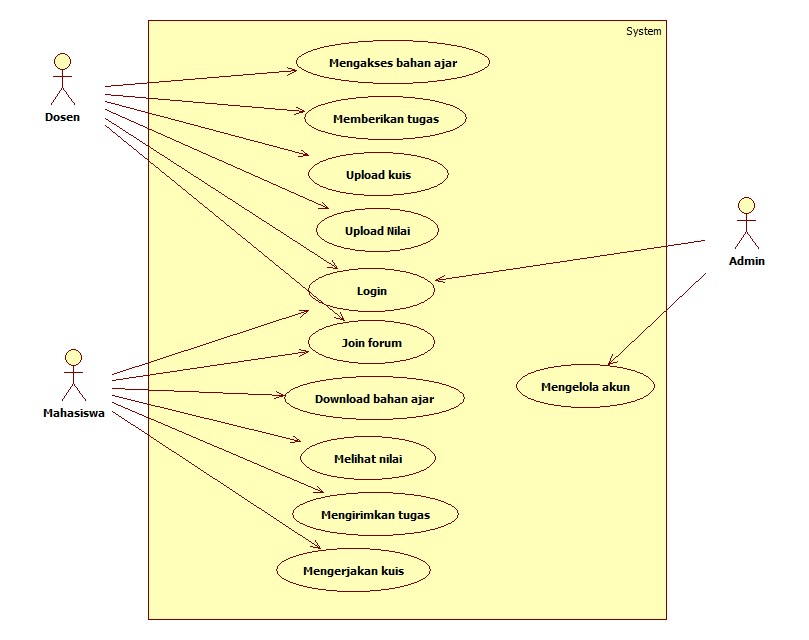 System
Mengakses bahan ajar
Dosen
Memberikan tugas
Upload kuis
Upload Nilai
Admin
Login
Join forum
Mengelola akun
Mahasiswa
Download bahan ajar
Melihat nilai
Mengirimkan tugas
Mengerjakan kuis